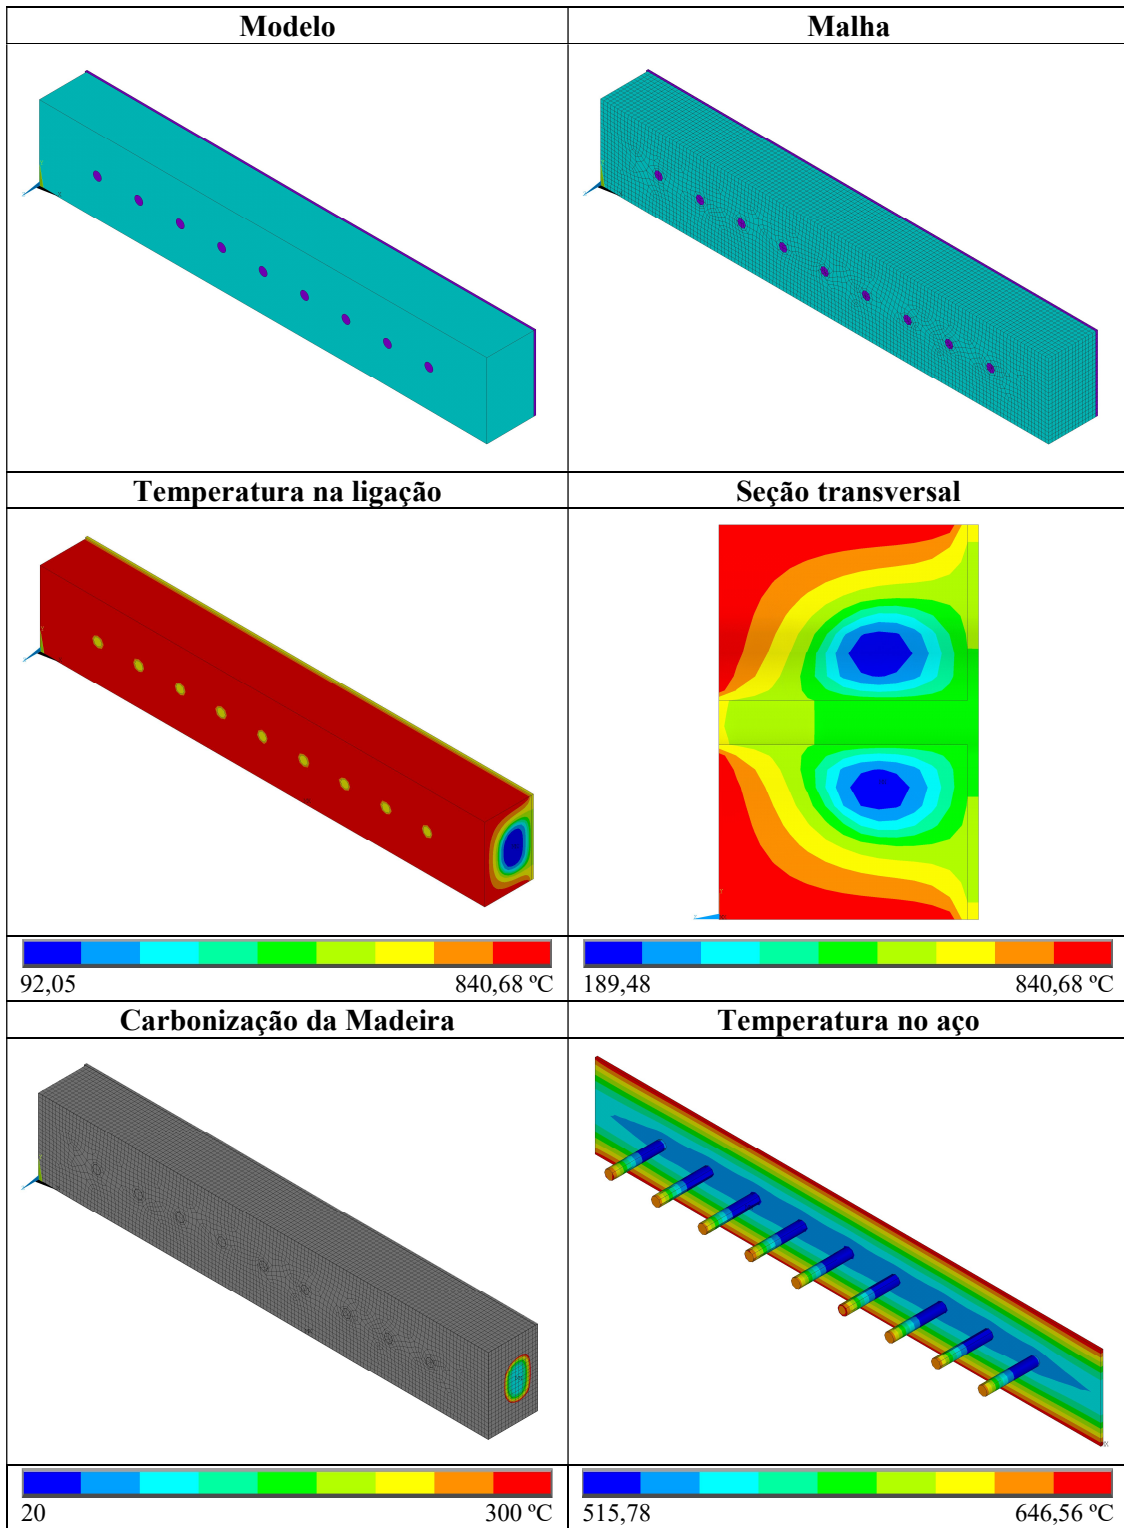 Modelo
Malha
Temperatura na ligação
Seção transversal
92,05
840,68 ºC
189,48
840,68 ºC
Carbonização da Madeira
Temperatura no aço
20
300 ºC
515,78
646,56 ºC